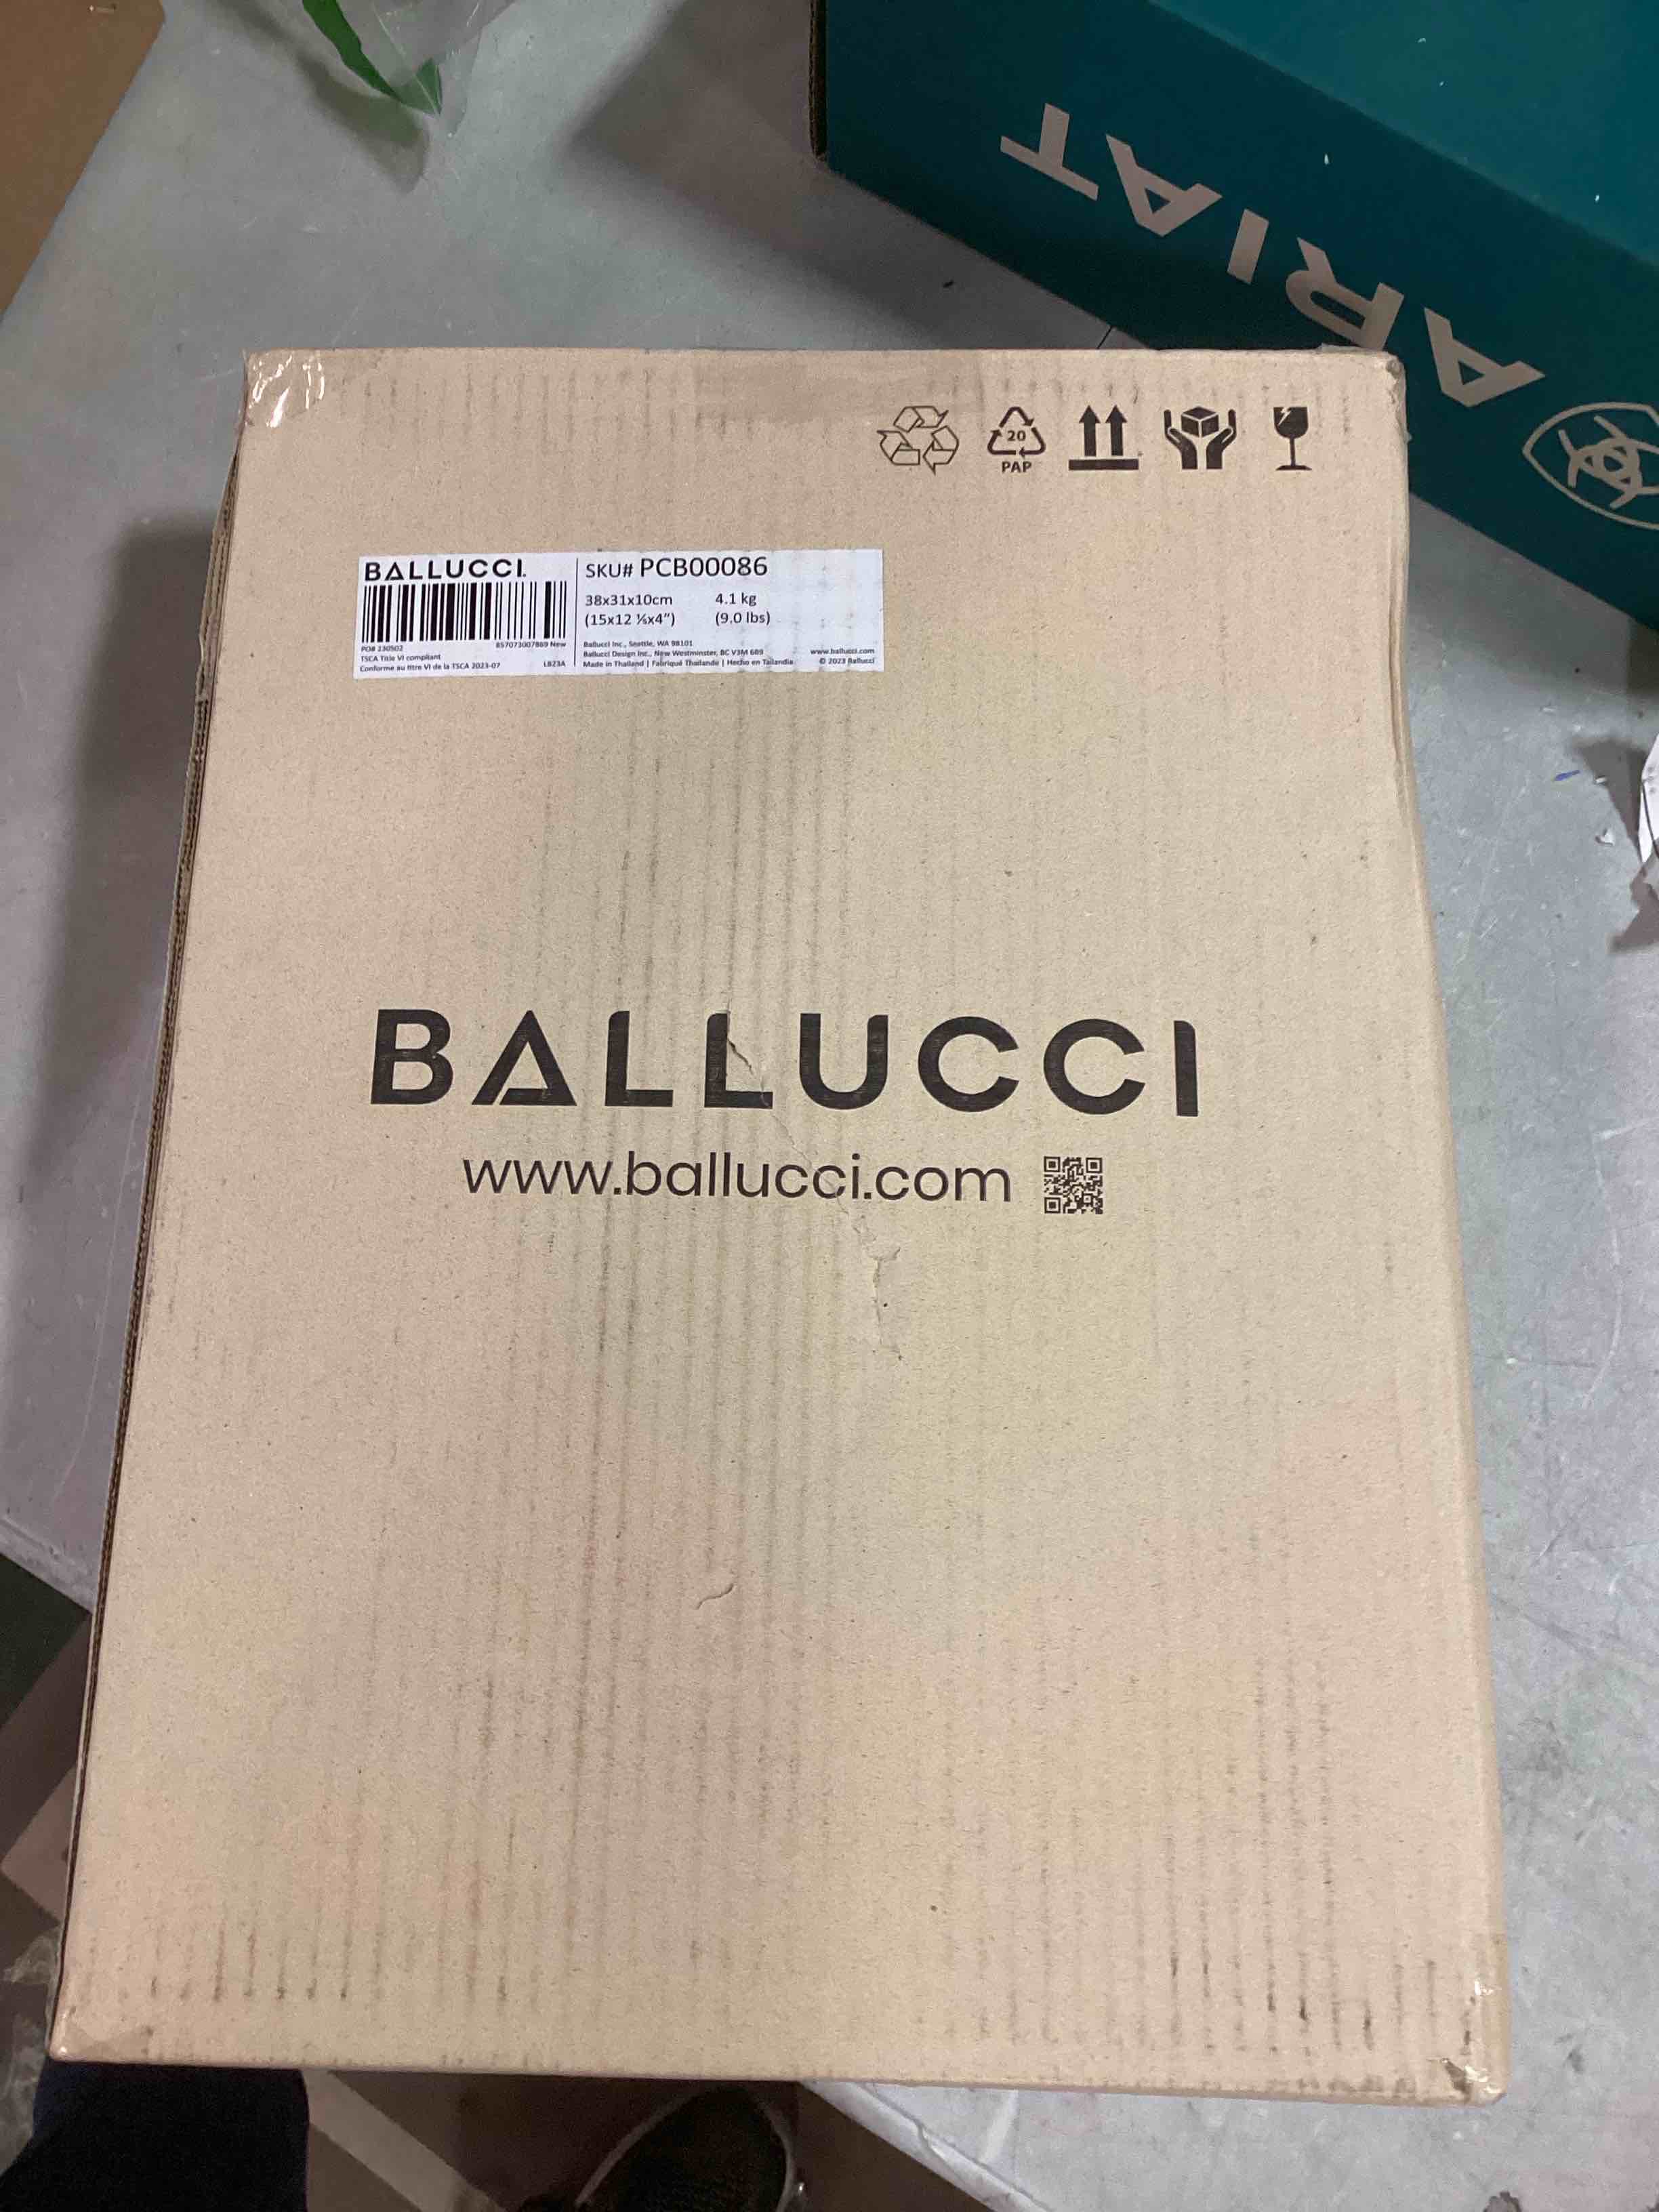 ARIAT
20
PAP
BALLUCCI.
SKU# PCB00086
38x31x10cm 4.1 kg
(15x12 ⅕x4") (9.0 lbs)
PO# 230502 857073007869 New
TSCA Title VI compliant
Conforme au titre VI de la TSCA 2023-07 LB23A
Ballucci Inc., Seattle, WA 98101
Ballucci Design Inc., New Westminster, BC V3M 6B9 www.ballucci.com
Made in Thailand | Fabriqué Thaïlande | Hecho en Tailandia © 2023 Ballucci
BALLUCCI
www.ballucci.com